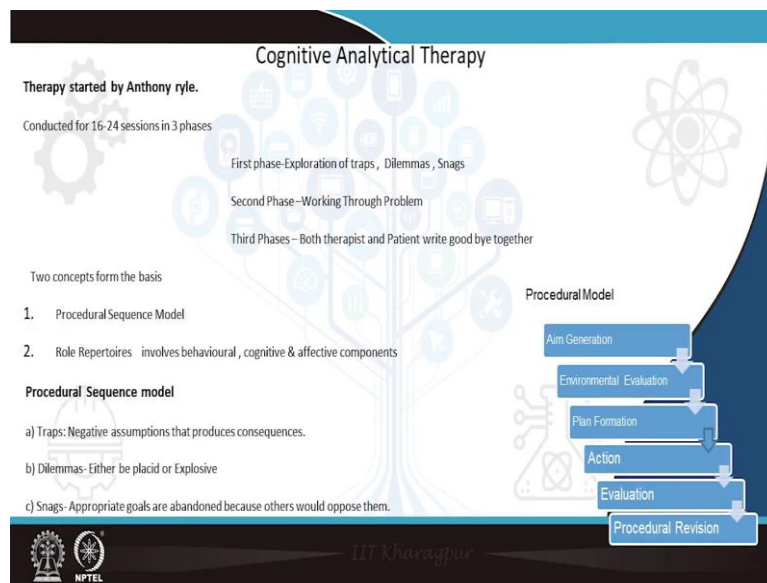 Cognitive Analytical Therapy
Therapy started by Anthony ryle.
Conducted for 16-24 sessions in 3 phases
First phase-Exploration of traps , Dilemmas , Snags
Second Phase –Working Through Problem
Third Phases – Both therapist and Patient write good bye together
Two concepts form the basis
1. Procedural Sequence Model
2. Role Repertoires involves behavioural , cognitive & affective components
Procedural Sequence model
a) Traps: Negative assumptions that produces consequences.
b) Dilemmas- Either be placid or Explosive
c) Snags- Appropriate goals are abandoned because others would oppose them.
Procedural Model
Aim Generation
Environmental Evaluation
Plan Formation
Action
Evaluation
Procedural Revision
IIT Kharagpur
NPTEL